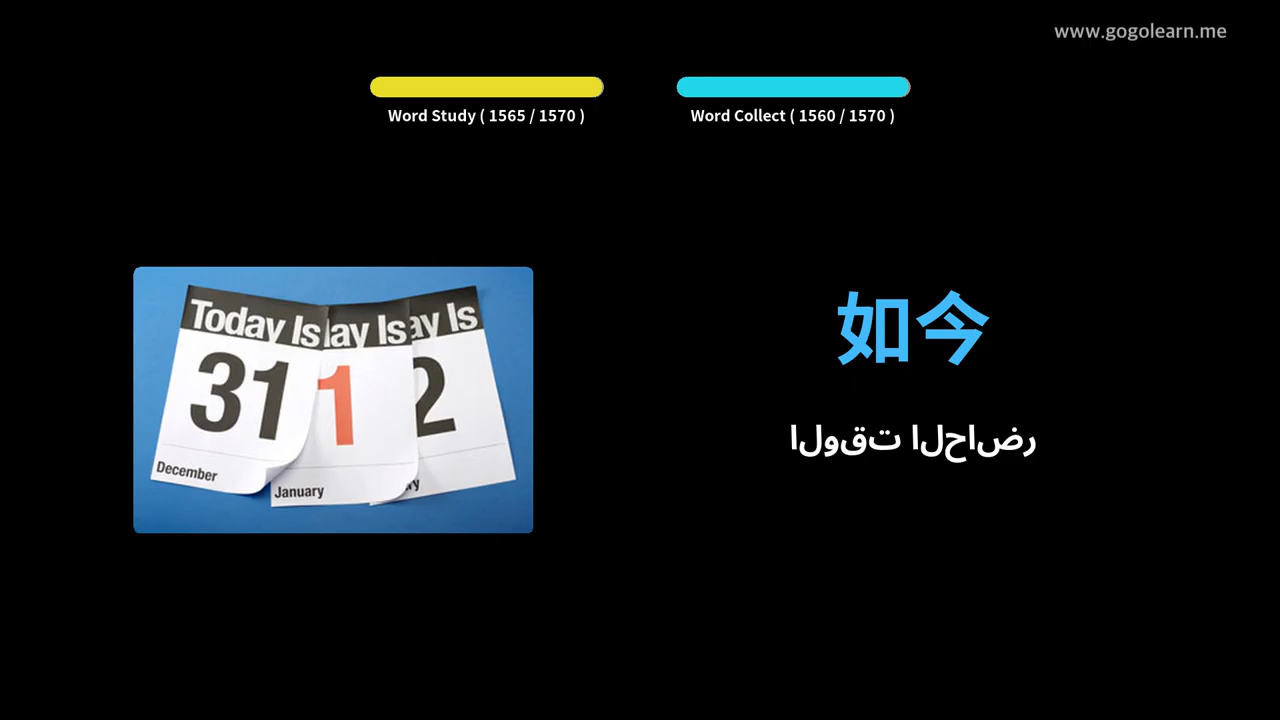 www.gogolearn.me
Word Study ( 1565 / 1570 )
Word Collect ( 1560 / 1570 )
Today Is
31
December
ay Is
1
January
ay Is
2
ry
如今
الوقت الحاضر